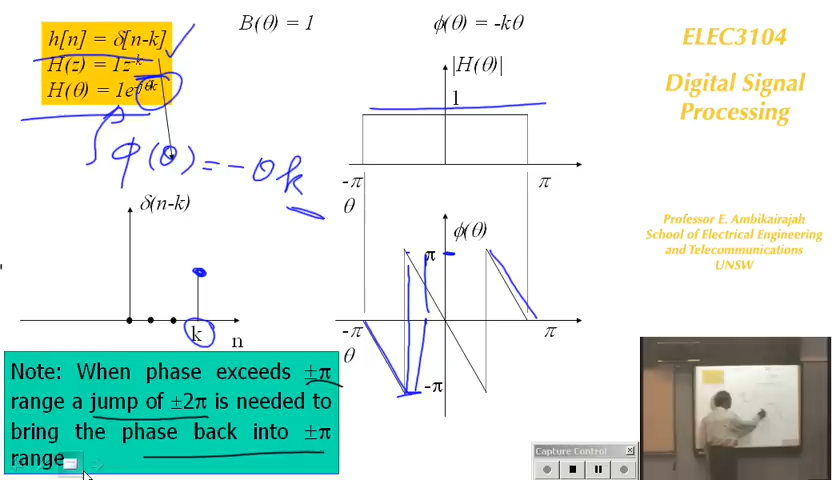 h[n] = δ[n-k]
H(z) = 1z^-k
H(θ) = 1e^-jθk
B(θ) = 1
ϕ(θ) = -kθ
ϕ(θ) = -θk
|H(θ)|
1
-π
π
θ
δ(n-k)
k
n
ϕ(θ)
π
-π
π
θ
-π
Note: When phase exceeds ±π
range a jump of ±2π is needed to
bring the phase back into ±π
range
ELEC3104
Digital Signal
Processing
Professor E. Ambikairajah
School of Electrical Engineering
and Telecommunications
UNSW
Capture Control